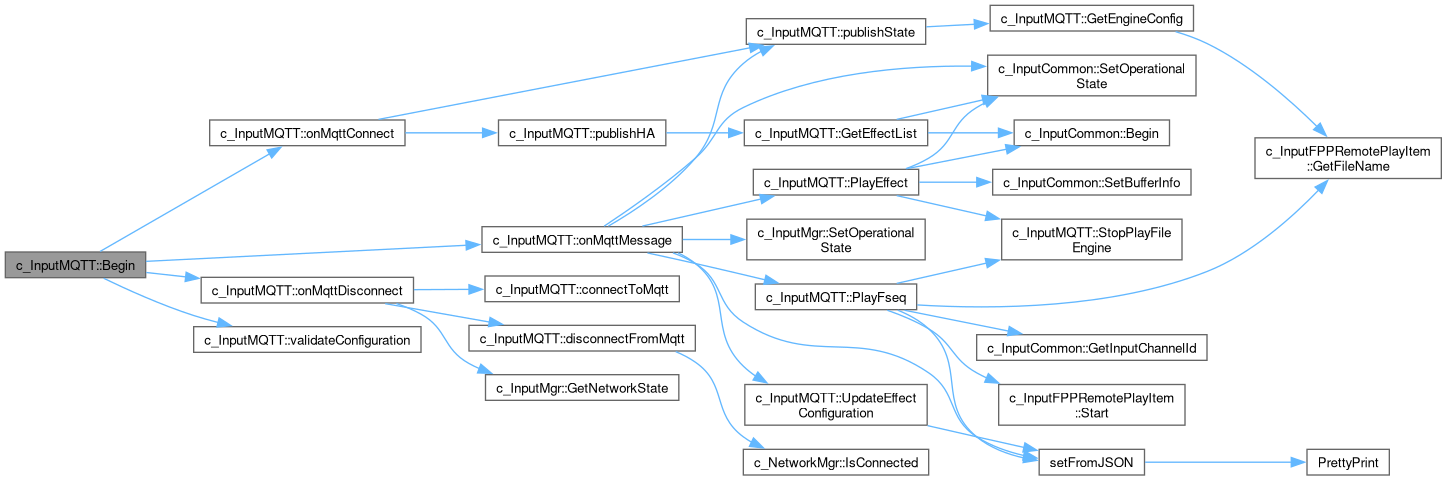 c_InputMQTT::Begin
c_InputMQTT::onMqttConnect
c_InputMQTT::publishState
c_InputMQTT::GetEngineConfig
c_InputFPPRemotePlayItem
::GetFileName
c_InputMQTT::publishHA
c_InputMQTT::GetEffectList
c_InputCommon::SetOperational
State
c_InputCommon::Begin
c_InputMQTT::onMqttMessage
c_InputMQTT::PlayEffect
c_InputCommon::SetBufferInfo
c_InputMQTT::StopPlayFile
Engine
c_InputMgr::SetOperational
State
c_InputMQTT::PlayFseq
c_InputCommon::GetInputChannelId
c_InputFPPRemotePlayItem
::Start
c_InputMQTT::UpdateEffect
Configuration
setFromJSON
PrettyPrint
c_InputMQTT::onMqttDisconnect
c_InputMQTT::connectToMqtt
c_InputMQTT::disconnectFromMqtt
c_InputMgr::GetNetworkState
c_NetworkMgr::IsConnected
c_InputMQTT::validateConfiguration